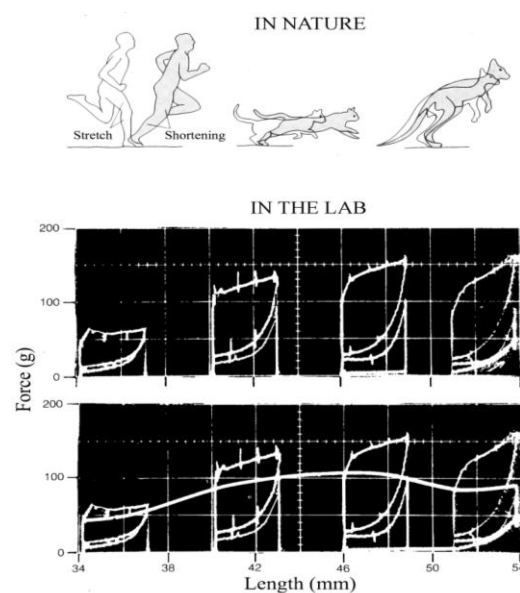 IN NATURE
Stretch
Shortening
IN THE LAB
200
100
0
200
100
0
Force (g)
34
38
42
46
50
54
Length (mm)